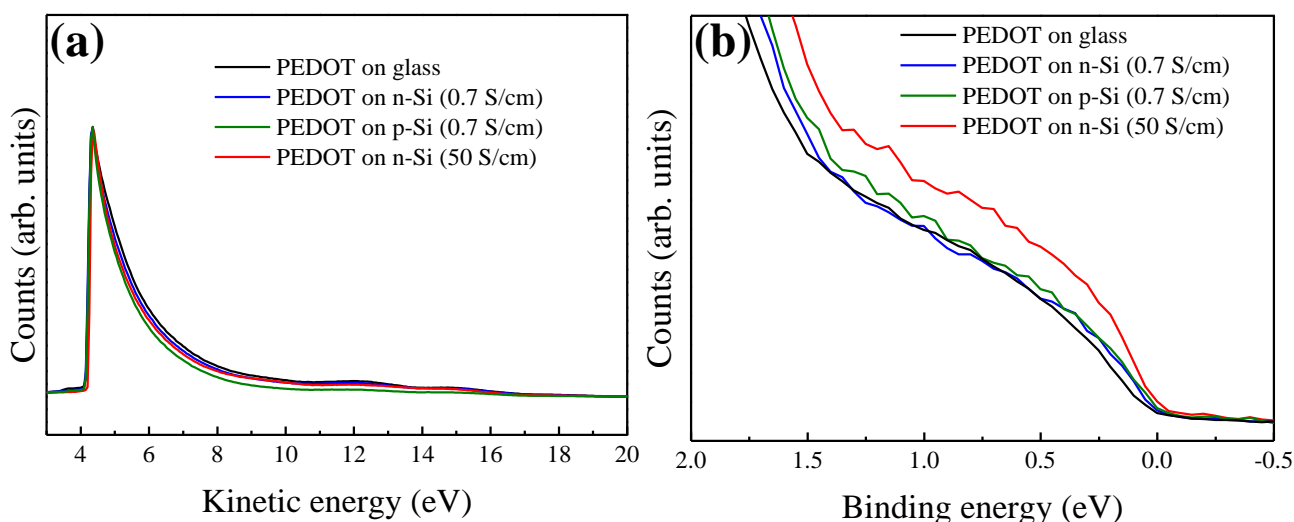 (a)
PEDOT on glass
PEDOT on n-Si (0.7 S/cm)
PEDOT on p-Si (0.7 S/cm)
PEDOT on n-Si (50 S/cm)
Counts (arb. units)
4 6 8 10 12 14 16 18 20
Kinetic energy (eV)
(b)
PEDOT on glass
PEDOT on n-Si (0.7 S/cm)
PEDOT on p-Si (0.7 S/cm)
PEDOT on n-Si (50 S/cm)
Counts (arb. units)
2.0 1.5 1.0 0.5 0.0 -0.5
Binding energy (eV)